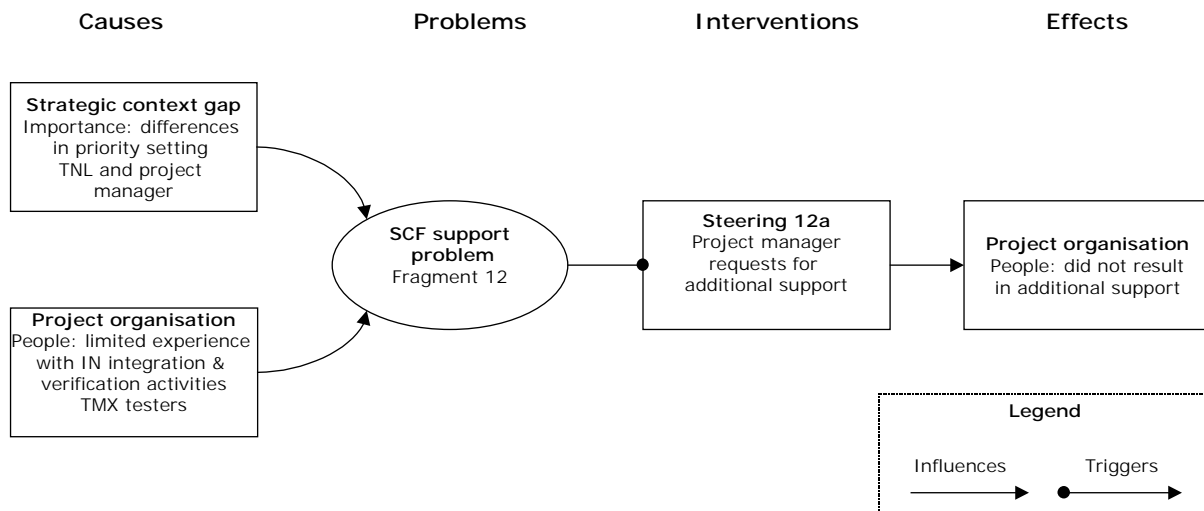 Causes
Problems
Interventions
Effects
Strategic context gap
Importance: differences
in priority setting
TNL and project
manager
Project organisation
People: limited experience
with IN integration &
verification activities
TMX testers
SCF support
problem
Fragment 12
Steering 12a
Project manager
requests for
additional support
Project organisation
People: did not result
in additional support
Legend
Influences
Triggers